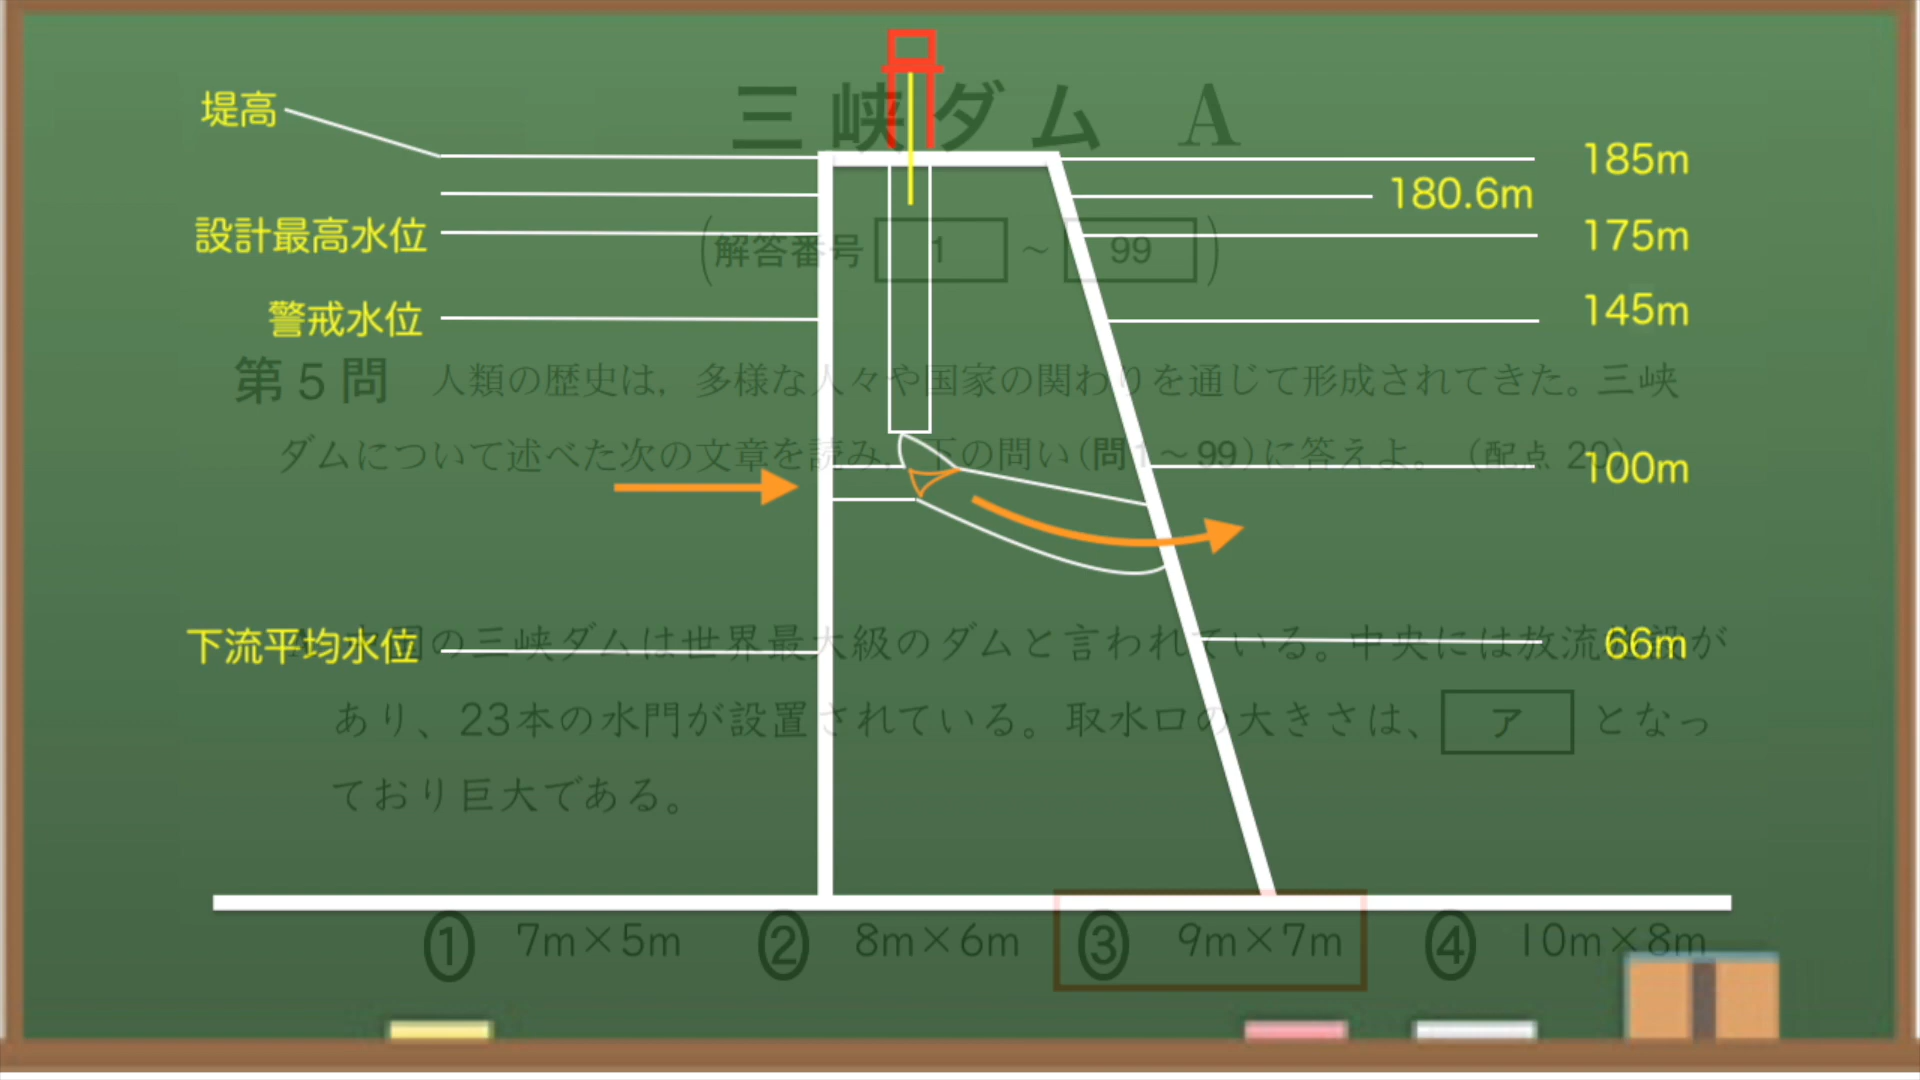 三峡ダム A
堤高
185m
180.6m
設計最高水位
175m
(解答番号 1 ～ 99)
警戒水位
145m
第5問 人類の歴史は，多様な人々や国家の関わりを通じて形成されてきた。三峡
ダムについて述べた次の文章を読み，下の問い(問1～99)に答えよ。(配点 20)
100m
下流平均水位
66m
国の三峡ダムは世界最大級のダムと言われている。中央には放流が
あり、23本の水門が設置されている。取水口の大きさは、 ア となっ
ており巨大である。
① 7m×5m ② 8m×6m ③ 9m×7m ④ 10m×8m